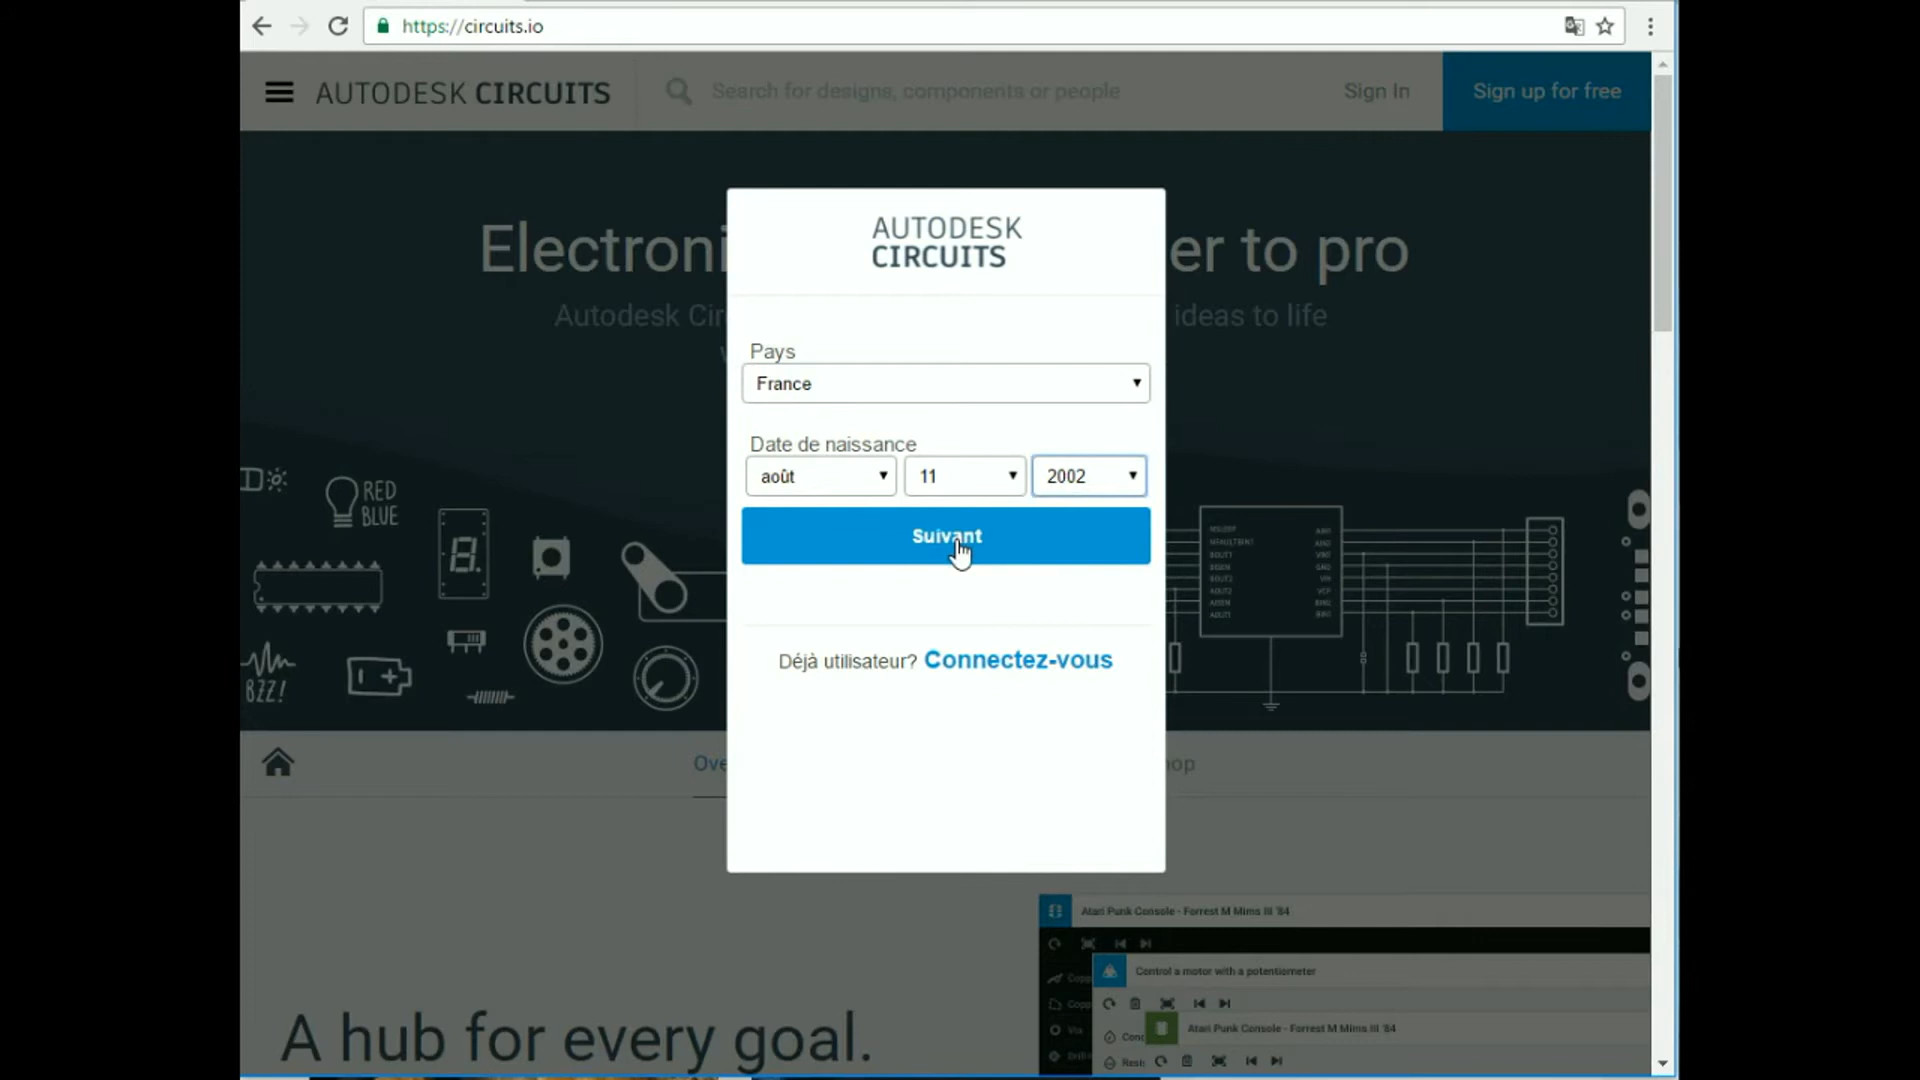 https://circuits.io
AUTODESK CIRCUITS
Search for designs, components or people
Sign In
Sign up for free
Electroni
er to pro
Autodesk Cir
ideas to life
AUTODESK
CIRCUITS
Pays
France
Date de naissance
août
11
2002
Suivant
Déjà utilisateur? Connectez-vous
RED
BLUE
8.
BZZ!
Ove
hop
Atari Punk Console - Forrest M Mims III '84
Control a motor with a potentiometer
Atari Punk Console - Forrest M Mims III '84
A hub for every goal.